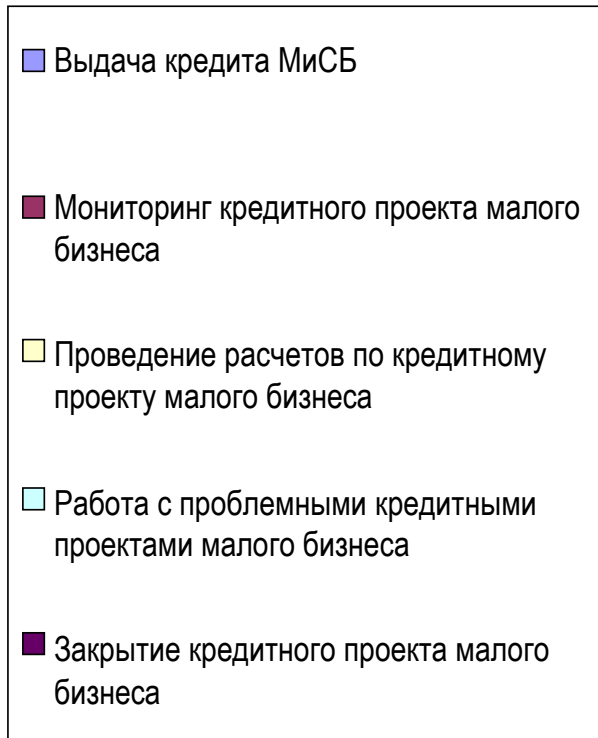 Выдача кредита МиСБ
Мониторинг кредитного проекта малого
бизнеса
Проведение расчетов по кредитному
проекту малого бизнеса
Работа с проблемными кредитными
проектами малого бизнеса
Закрытие кредитного проекта малого
бизнеса